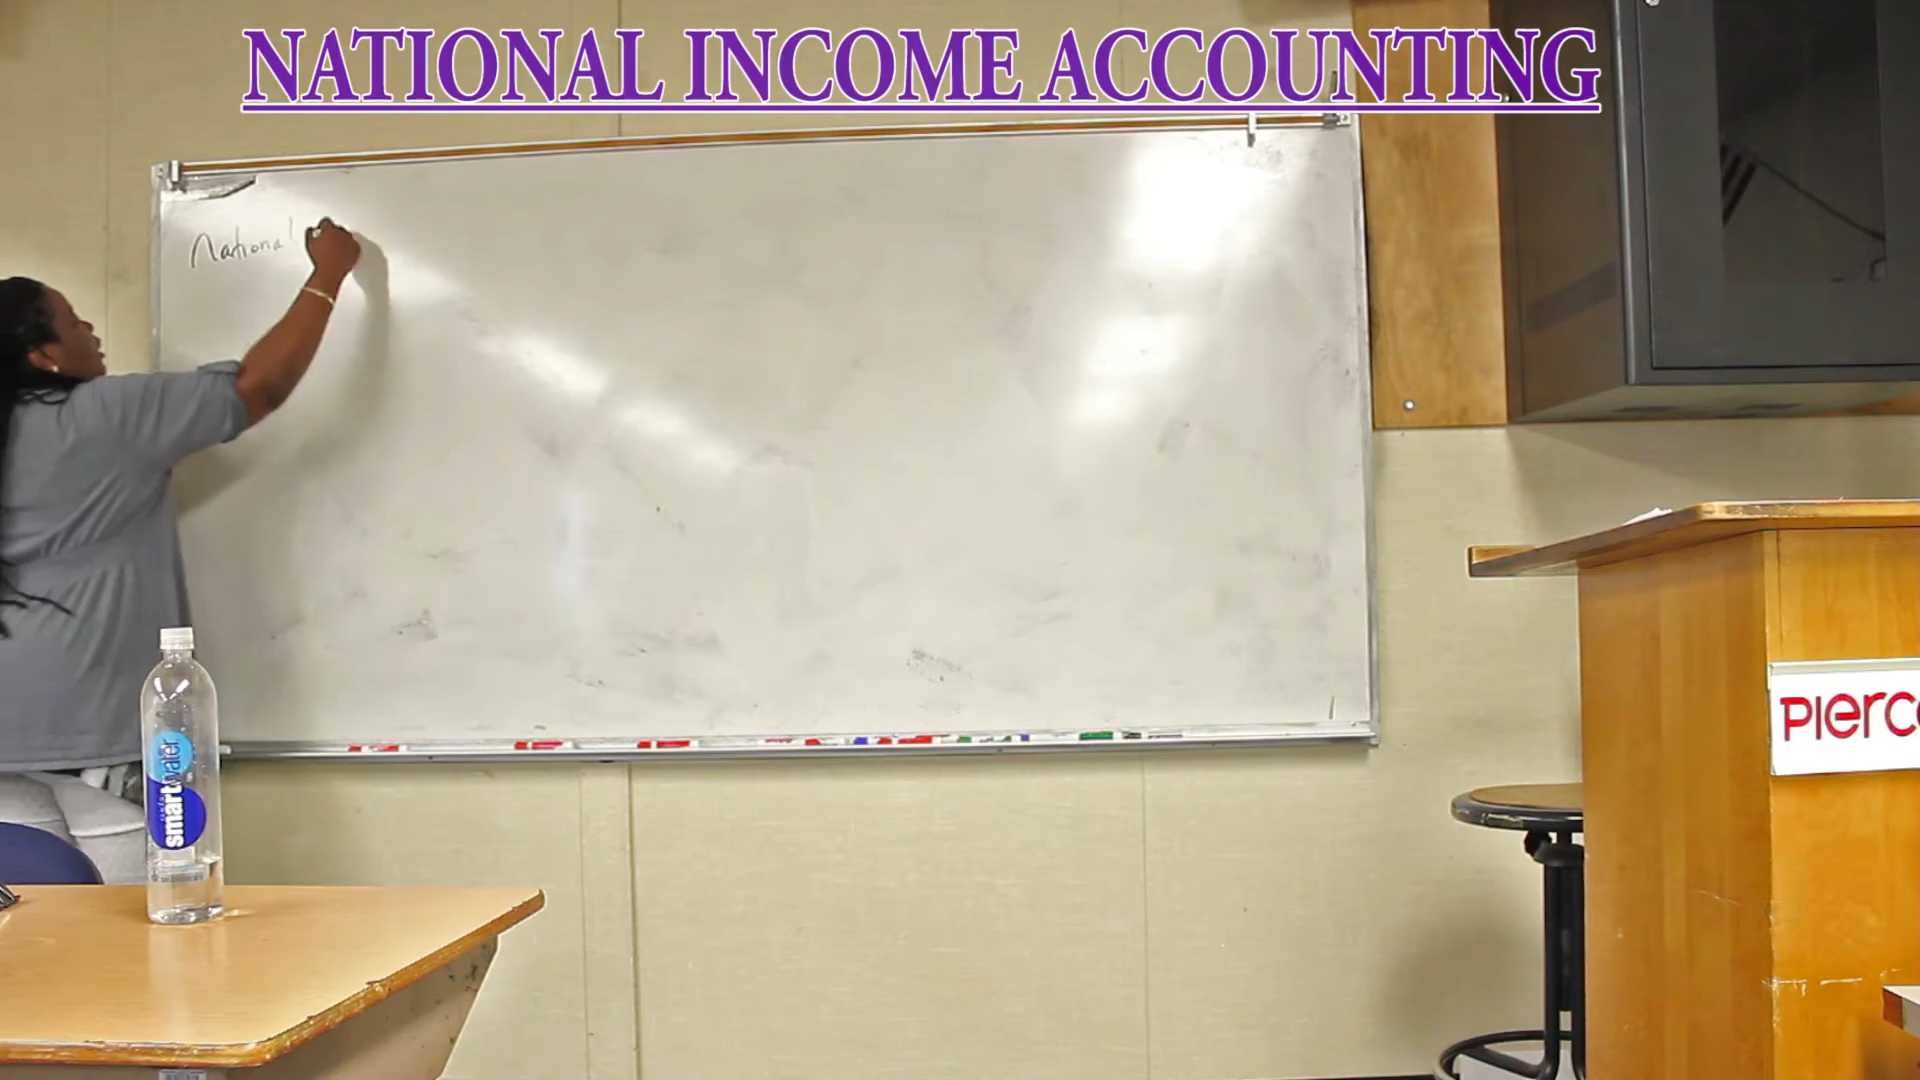 NATIONAL INCOME ACCOUNTING
National
smartwater
PIerc